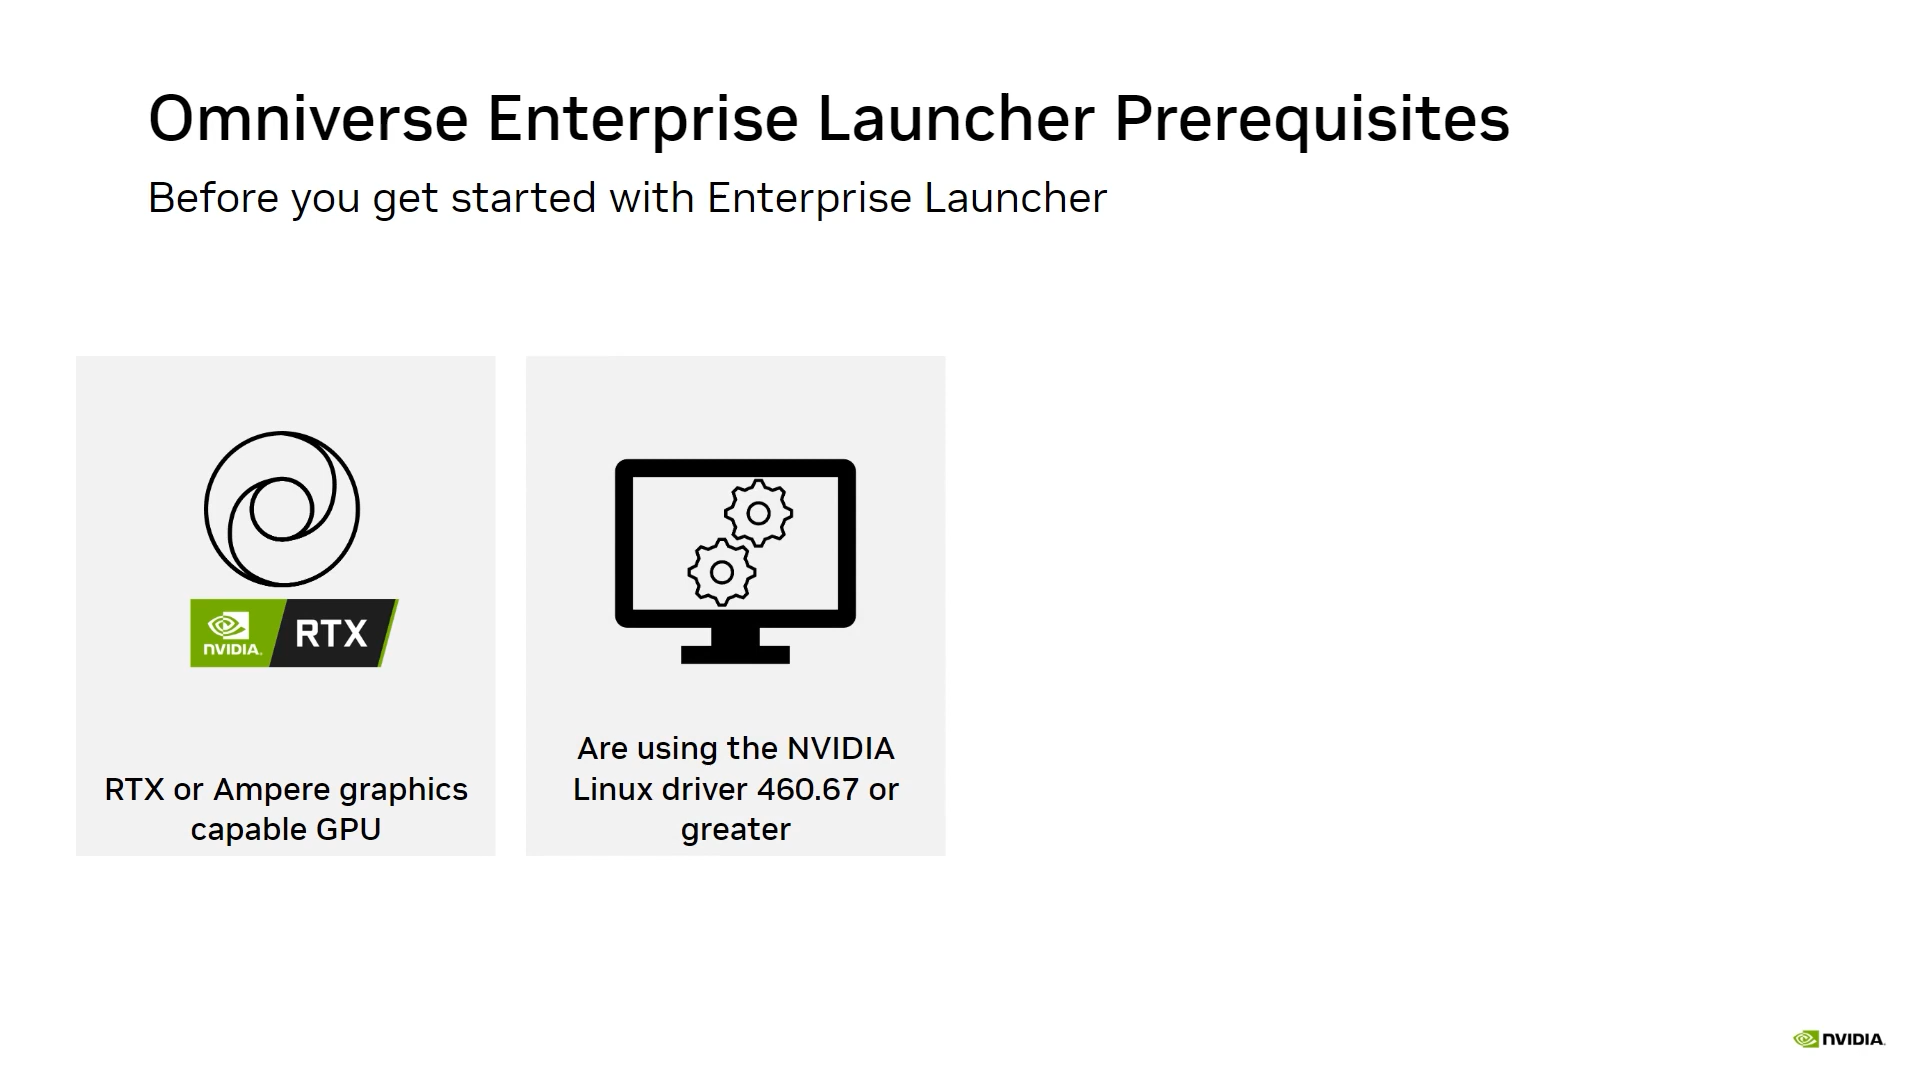 Omniverse Enterprise Launcher Prerequisites
Before you get started with Enterprise Launcher
NVIDIA.
RTX
RTX or Ampere graphics
capable GPU
Are using the NVIDIA
Linux driver 460.67 or
greater
NVIDIA.